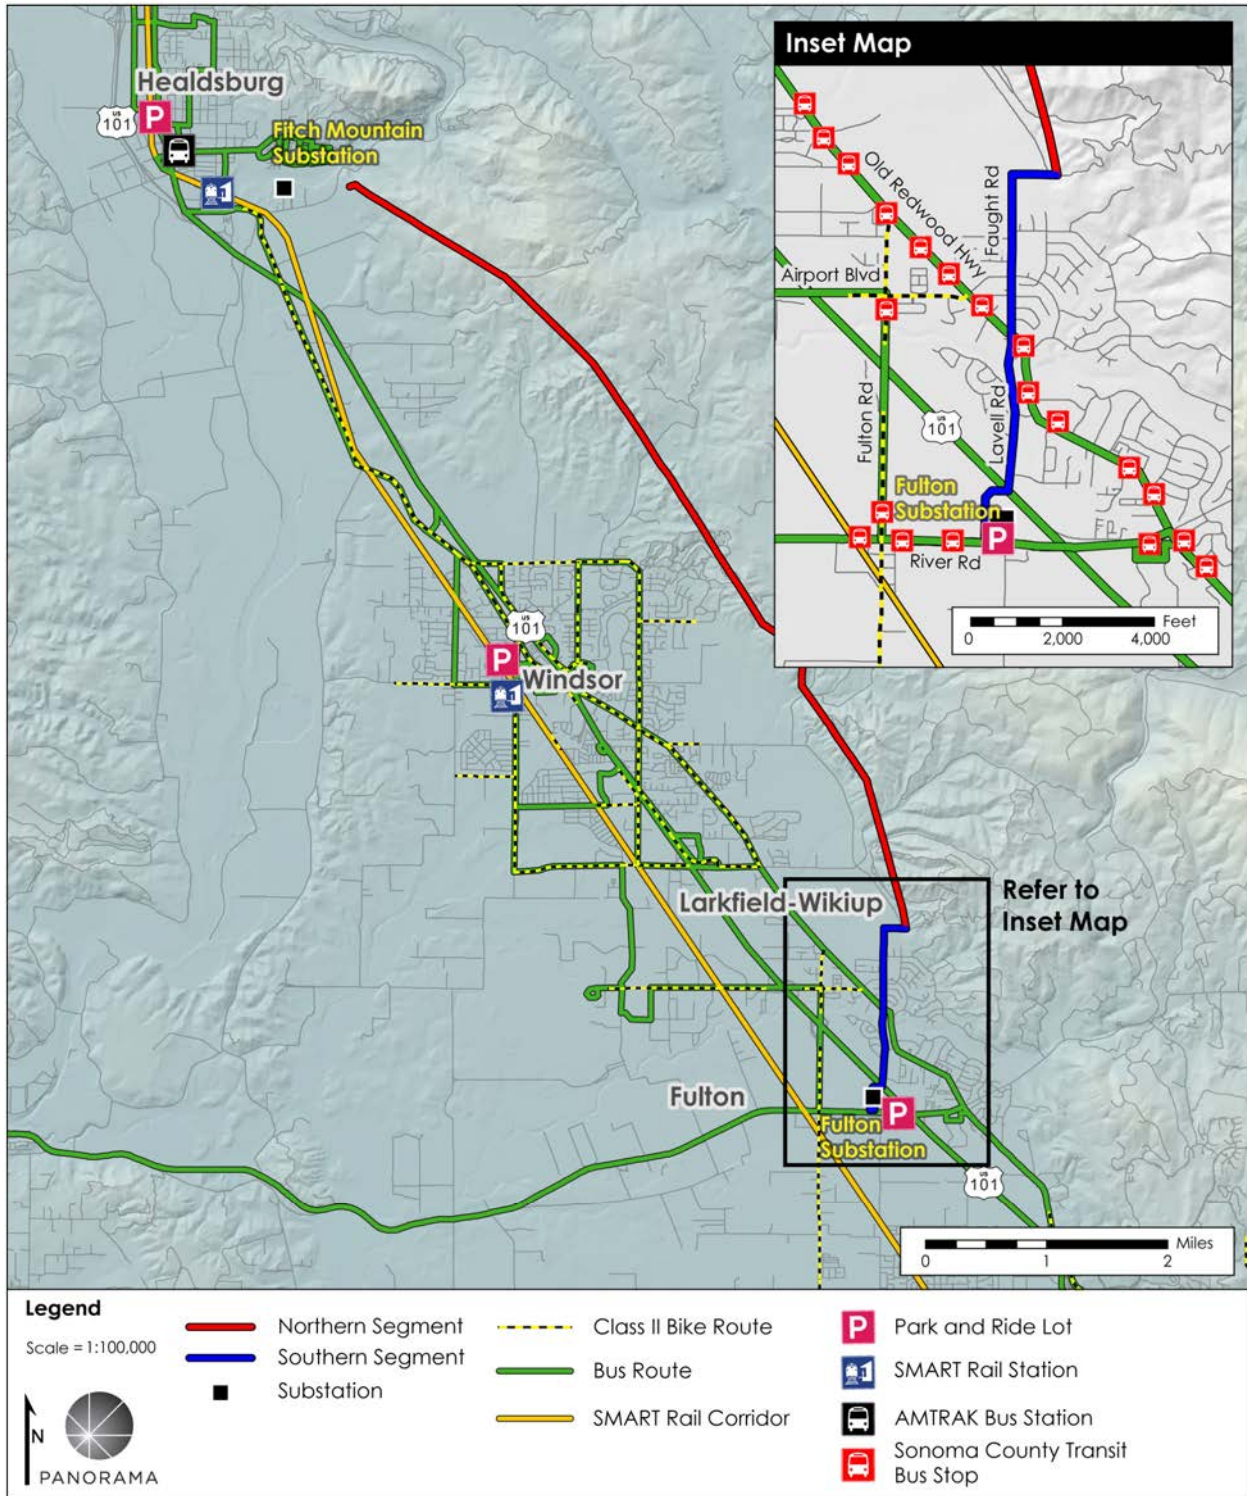 Healdsburg
US
101
P
Fitch Mountain
Substation
US
101
P
Windsor
Larkfield-Wikiup
Refer to
Inset Map
Fulton
P
Fulton
Substation
US
101
0 1 2 Miles
Inset Map
Old Redwood Hwy
Faught Rd
Airport Blvd
Fulton Rd
US
101
Lavell Rd
Fulton
Substation
P
River Rd
0 2,000 4,000 Feet
Legend
Scale = 1:100,000
N
PANORAMA
Northern Segment
Southern Segment
Substation
Class II Bike Route
Bus Route
SMART Rail Corridor
P Park and Ride Lot
SMART Rail Station
AMTRAK Bus Station
Sonoma County Transit
Bus Stop